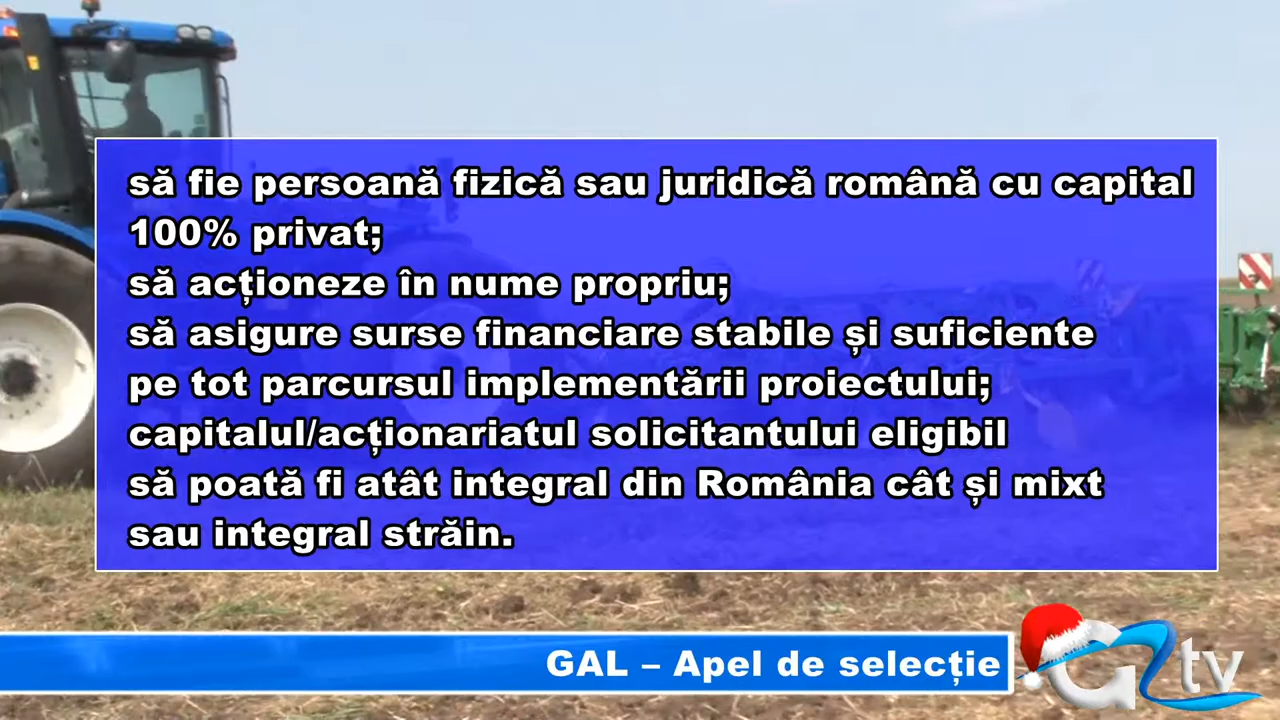 să fie persoană fizică sau juridică română cu capital
100% privat;
să acționeze în nume propriu;
să asigure surse financiare stabile și suficiente
pe tot parcursul implementării proiectului;
capitalul/acționariatul solicitantului eligibil
să poată fi atât integral din România cât și mixt
sau integral străin.
GAL – Apel de selecție
G2tv